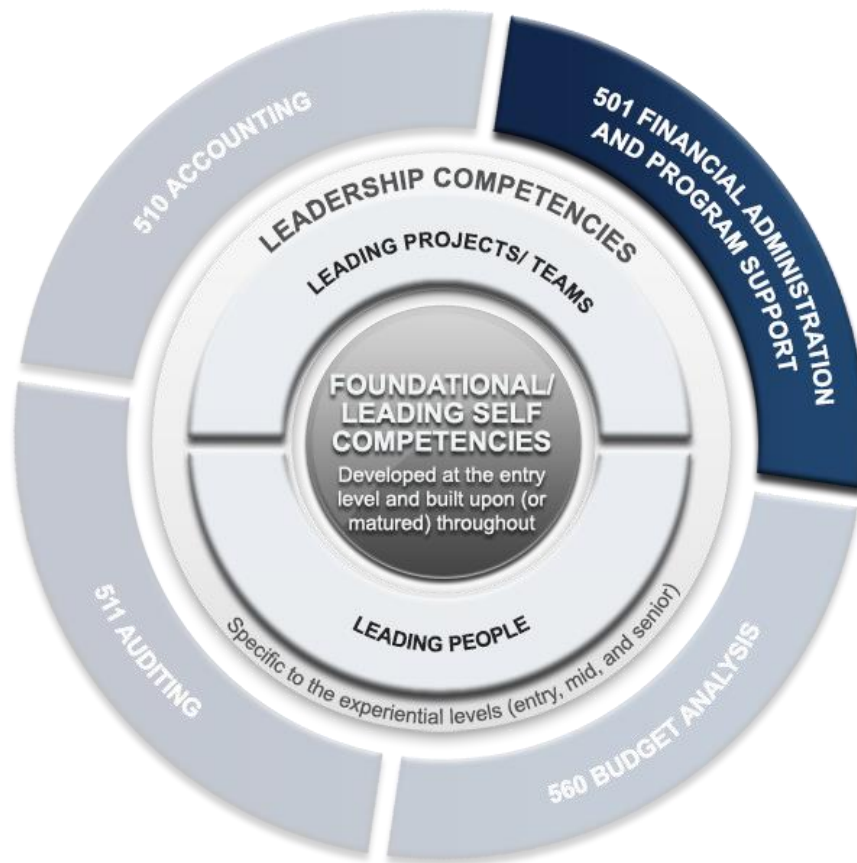 510 ACCOUNTING
501 FINANCIAL ADMINISTRATION
AND PROGRAM SUPPORT
LEADERSHIP COMPETENCIES
LEADING PROJECTS/ TEAMS
FOUNDATIONAL/
LEADING SELF
COMPETENCIES
Developed at the entry
level and built upon (or
matured) throughout
LEADING PEOPLE
Specific to the experiential levels (entry, mid, and senior)
511 AUDITING
560 BUDGET ANALYSIS